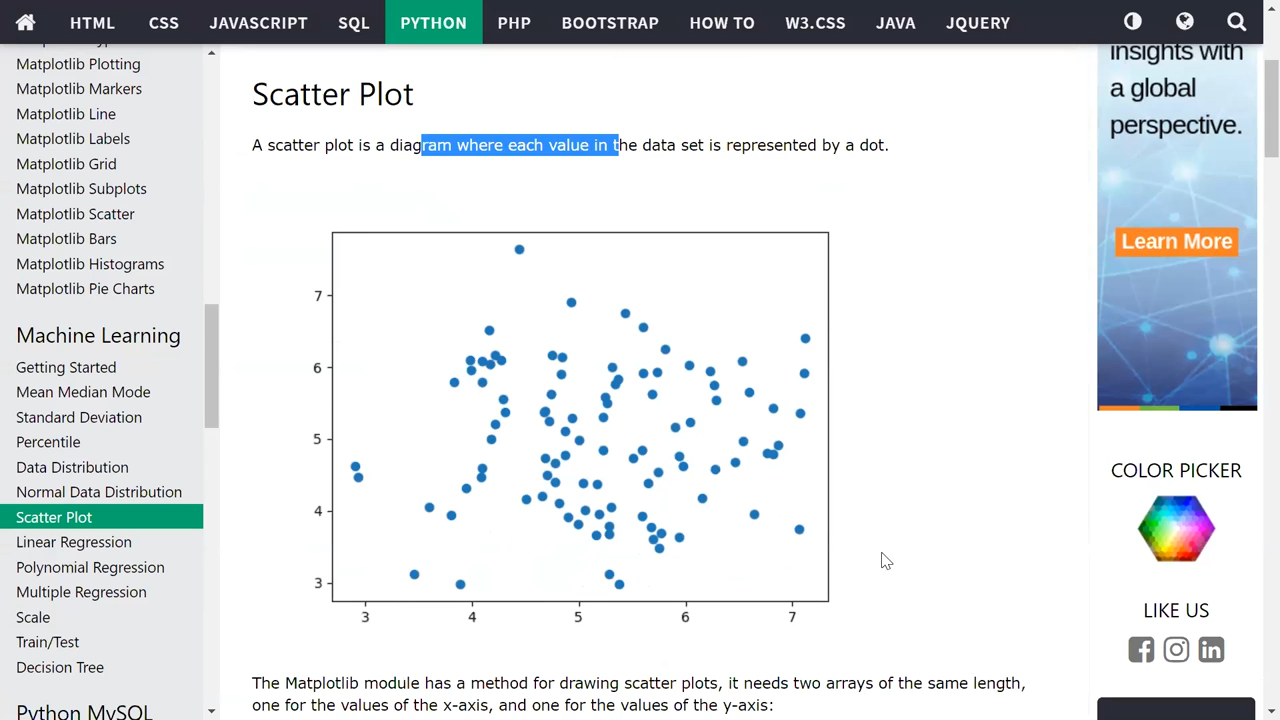 HTML CSS JAVASCRIPT SQL PYTHON PHP BOOTSTRAP HOW TO W3.CSS JAVA JQUERY
Matplotlib Plotting
Matplotlib Markers
Matplotlib Line
Matplotlib Labels
Matplotlib Grid
Matplotlib Subplots
Matplotlib Scatter
Matplotlib Bars
Matplotlib Histograms
Matplotlib Pie Charts
Machine Learning
Getting Started
Mean Median Mode
Standard Deviation
Percentile
Data Distribution
Normal Data Distribution
Scatter Plot
Linear Regression
Polynomial Regression
Multiple Regression
Scale
Train/Test
Decision Tree
Python MySQL
Scatter Plot
A scatter plot is a diagram where each value in the data set is represented by a dot.
7
6
5
4
3
3 4 5 6 7
The Matplotlib module has a method for drawing scatter plots, it needs two arrays of the same length,
one for the values of the x-axis, and one for the values of the y-axis:
insights with
a global
perspective.
Learn More
COLOR PICKER
LIKE US